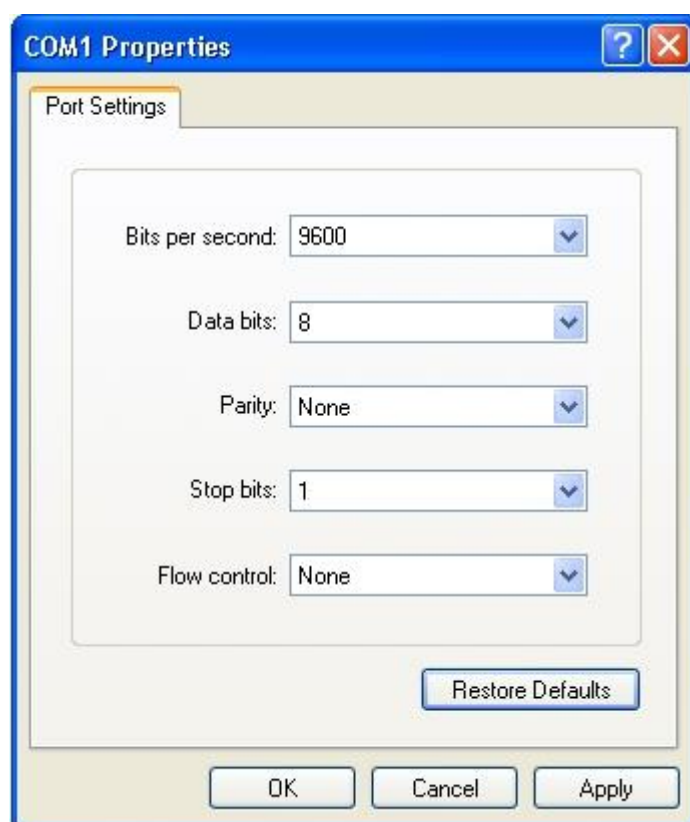 COM1 Properties
Port Settings
Bits per second: 9600
Data bits: 8
Parity: None
Stop bits: 1
Flow control: None
Restore Defaults
OK Cancel Apply